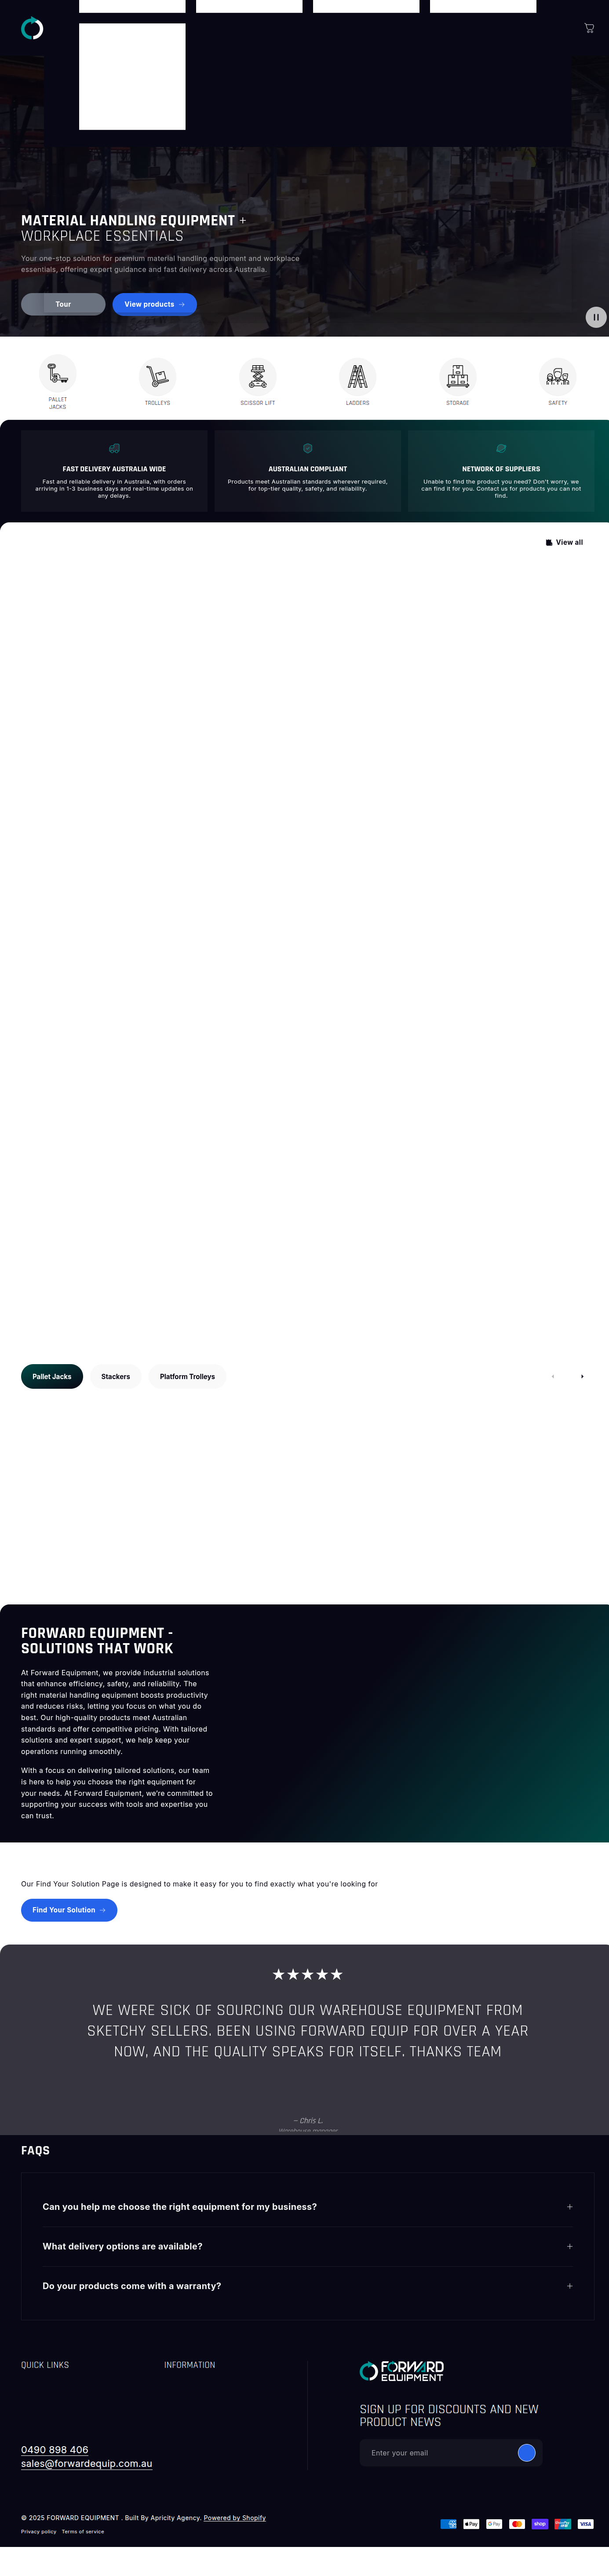 MATERIAL HANDLING EQUIPMENT +
WORKPLACE ESSENTIALS
Your one-stop solution for premium material handling equipment and workplace
essentials, offering expert guidance and fast delivery across Australia.
Tour
View products
PALLET
JACKS
TROLLEYS
SCISSOR LIFT
LADDERS
STORAGE
SAFETY
FAST DELIVERY AUSTRALIA WIDE
Fast and reliable delivery in Australia, with orders
arriving in 1-3 business days and real-time updates on
any delays.
AUSTRALIAN COMPLIANT
Products meet Australian standards wherever required,
for top-tier quality, safety, and reliability.
NETWORK OF SUPPLIERS
Unable to find the product you need? Don't worry, we
can find it for you. Contact us for products you can not
find.
View all
Pallet Jacks
Stackers
Platform Trolleys
FORWARD EQUIPMENT -
SOLUTIONS THAT WORK
At Forward Equipment, we provide industrial solutions
that enhance efficiency, safety, and reliability. The
right material handling equipment boosts productivity
and reduces risks, letting you focus on what you do
best. Our high-quality products meet Australian
standards and offer competitive pricing. With tailored
solutions and expert support, we help keep your
operations running smoothly.
With a focus on delivering tailored solutions, our team
is here to help you choose the right equipment for
your needs. At Forward Equipment, we're committed to
supporting your success with tools and expertise you
can trust.
Our Find Your Solution Page is designed to make it easy for you to find exactly what you're looking for
Find Your Solution
★★★★★
WE WERE SICK OF SOURCING OUR WAREHOUSE EQUIPMENT FROM
SKETCHY SELLERS. BEEN USING FORWARD EQUIP FOR OVER A YEAR
NOW, AND THE QUALITY SPEAKS FOR ITSELF. THANKS TEAM
– Chris L.
FAQS
Can you help me choose the right equipment for my business?
What delivery options are available?
Do your products come with a warranty?
QUICK LINKS
INFORMATION
FORWARD
EQUIPMENT
SIGN UP FOR DISCOUNTS AND NEW
PRODUCT NEWS
Enter your email
0490 898 406
sales@forwardequip.com.au
© 2025 FORWARD EQUIPMENT . Built By Apricity Agency. Powered by Shopify
Privacy policy Terms of service
Apple Pay
G Pay
shop
VISA